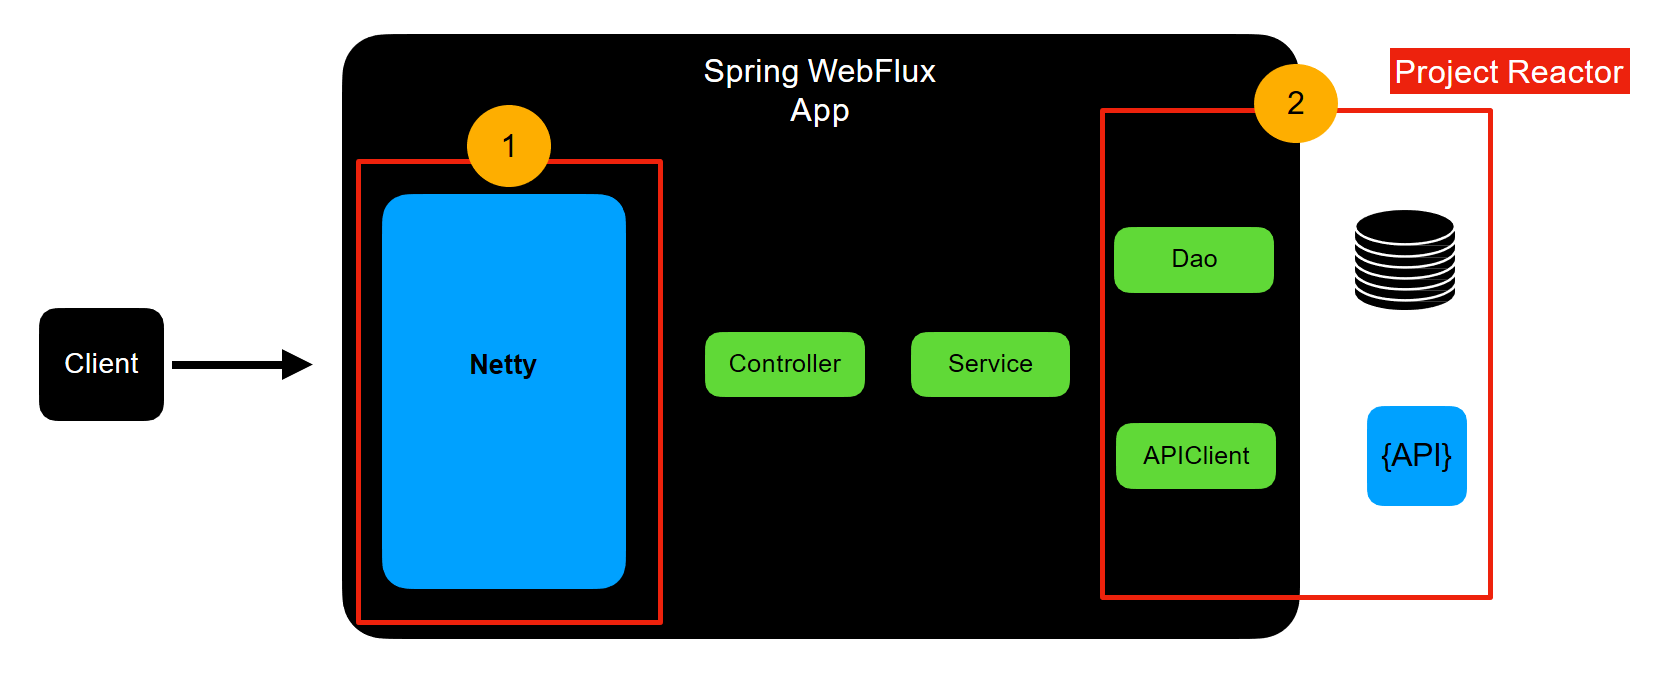 Spring WebFlux
App
Project Reactor
1
2
Dao
Client
Netty
Controller
Service
APIClient
{API}